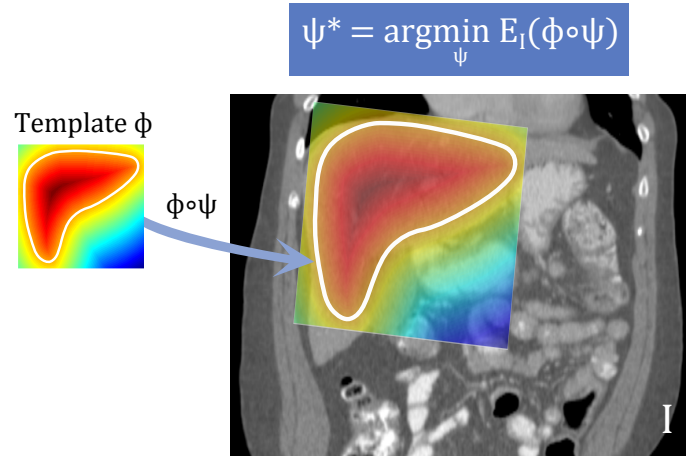 ψ* = argmin E_I(ϕ∘ψ)
ψ
Template ϕ
ϕ∘ψ
I